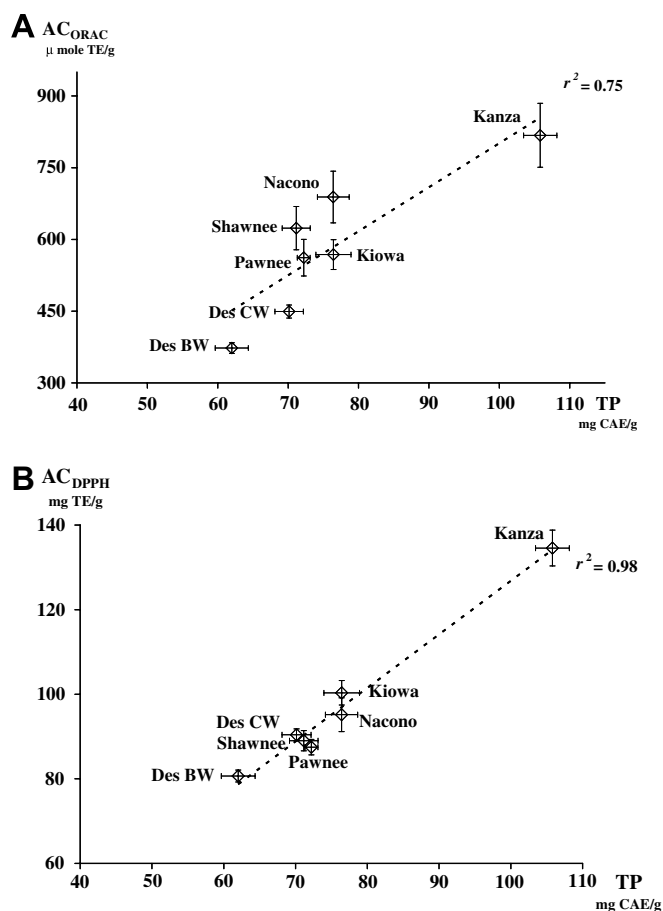 A AC_ORAC
μ mole TE/g
900
r² = 0.75
Kanza
750
Nacono
Shawnee
600
Pawnee
Kiowa
450
Des CW
Des BW
300
40 50 60 70 80 90 100 110 TP
mg CAE/g
B AC_DPPH
mg TE/g
140
Kanza
r² = 0.98
120
100
Kiowa
Des CW
Nacono
Shawnee
Pawnee
80
Des BW
60
40 50 60 70 80 90 100 110
TP
mg CAE/g